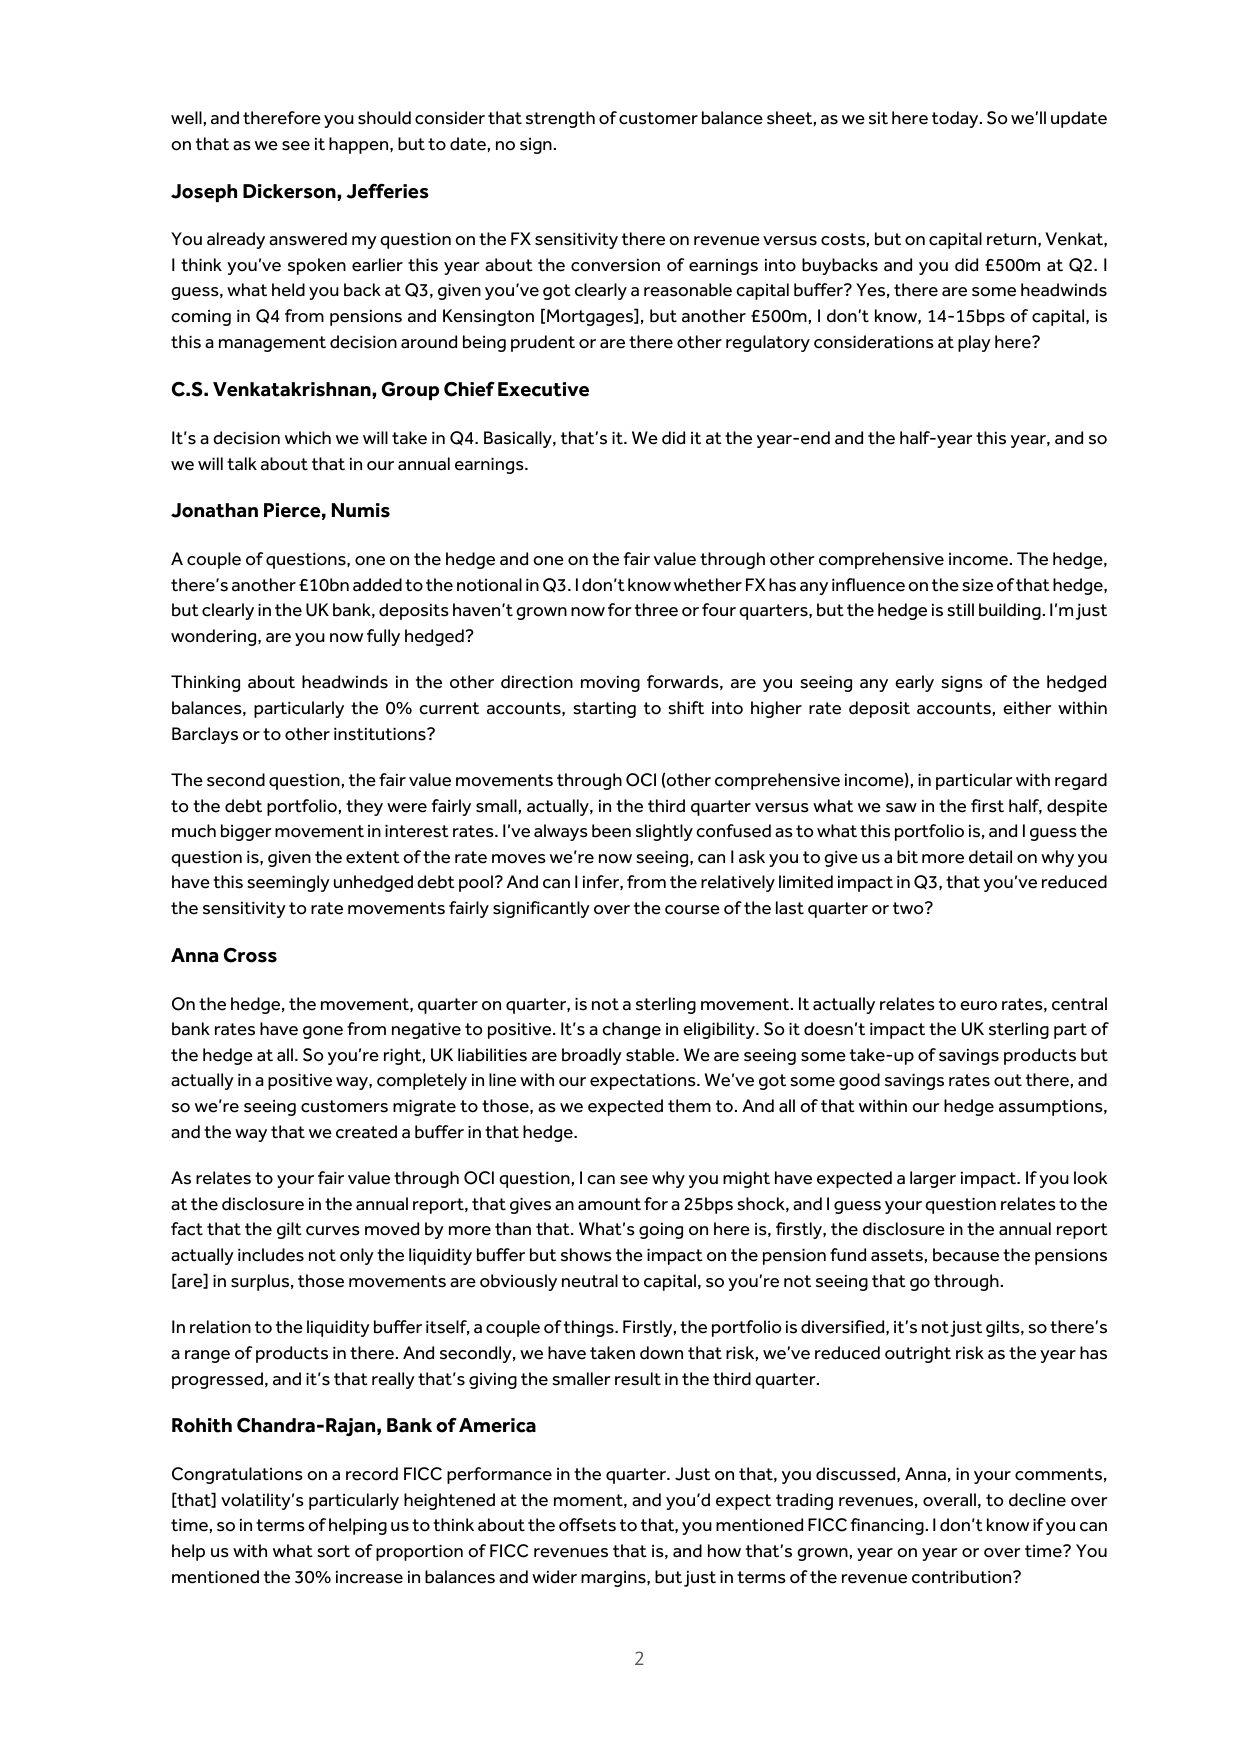 well, and therefore you should consider that strength of customer balance sheet, as we sit here today. So we'll update
on that as we see it happen, but to date, no sign.
Joseph Dickerson, Jefferies
You already answered my question on the FX sensitivity there on revenue versus costs, but on capital return, Venkat,
I think you've spoken earlier this year about the conversion of earnings into buybacks and you did £500m at Q2. I
guess, what held you back at Q3, given you've got clearly a reasonable capital buffer? Yes, there are some headwinds
coming in Q4 from pensions and Kensington [Mortgages], but another £500m, I don't know, 14-15bps of capital, is
this a management decision around being prudent or are there other regulatory considerations at play here?
C.S. Venkatakrishnan, Group Chief Executive
It's a decision which we will take in Q4. Basically, that's it. We did it at the year-end and the half-year this year, and so
we will talk about that in our annual earnings.
Jonathan Pierce, Numis
A couple of questions, one on the hedge and one on the fair value through other comprehensive income. The hedge,
there's another £10bn added to the notional in Q3. I don't know whether FX has any influence on the size of that hedge,
but clearly in the UK bank, deposits haven't grown now for three or four quarters, but the hedge is still building. I'm just
wondering, are you now fully hedged?
Thinking about headwinds in the other direction moving forwards, are you seeing any early signs of the hedged
balances, particularly the 0% current accounts, starting to shift into higher rate deposit accounts, either within
Barclays or to other institutions?
The second question, the fair value movements through OCI (other comprehensive income), in particular with regard
to the debt portfolio, they were fairly small, actually, in the third quarter versus what we saw in the first half, despite
much bigger movement in interest rates. I've always been slightly confused as to what this portfolio is, and I guess the
question is, given the extent of the rate moves we're now seeing, can I ask you to give us a bit more detail on why you
have this seemingly unhedged debt pool? And can I infer, from the relatively limited impact in Q3, that you've reduced
the sensitivity to rate movements fairly significantly over the course of the last quarter or two?
Anna Cross
On the hedge, the movement, quarter on quarter, is not a sterling movement. It actually relates to euro rates, central
bank rates have gone from negative to positive. It's a change in eligibility. So it doesn't impact the UK sterling part of
the hedge at all. So you're right, UK liabilities are broadly stable. We are seeing some take-up of savings products but
actually in a positive way, completely in line with our expectations. We've got some good savings rates out there, and
so we're seeing customers migrate to those, as we expected them to. And all of that within our hedge assumptions,
and the way that we created a buffer in that hedge.
As relates to your fair value through OCI question, I can see why you might have expected a larger impact. If you look
at the disclosure in the annual report, that gives an amount for a 25bps shock, and I guess your question relates to the
fact that the gilt curves moved by more than that. What's going on here is, firstly, the disclosure in the annual report
actually includes not only the liquidity buffer but shows the impact on the pension fund assets, because the pensions
[are] in surplus, those movements are obviously neutral to capital, so you're not seeing that go through.
In relation to the liquidity buffer itself, a couple of things. Firstly, the portfolio is diversified, it's not just gilts, so there's
a range of products in there. And secondly, we have taken down that risk, we've reduced outright risk as the year has
progressed, and it's that really that's giving the smaller result in the third quarter.
Rohith Chandra-Rajan, Bank of America
Congratulations on a record FICC performance in the quarter. Just on that, you discussed, Anna, in your comments,
[that] volatility's particularly heightened at the moment, and you'd expect trading revenues, overall, to decline over
time, so in terms of helping us to think about the offsets to that, you mentioned FICC financing. I don't know if you can
help us with what sort of proportion of FICC revenues that is, and how that's grown, year on year or over time? You
mentioned the 30% increase in balances and wider margins, but just in terms of the revenue contribution?
2